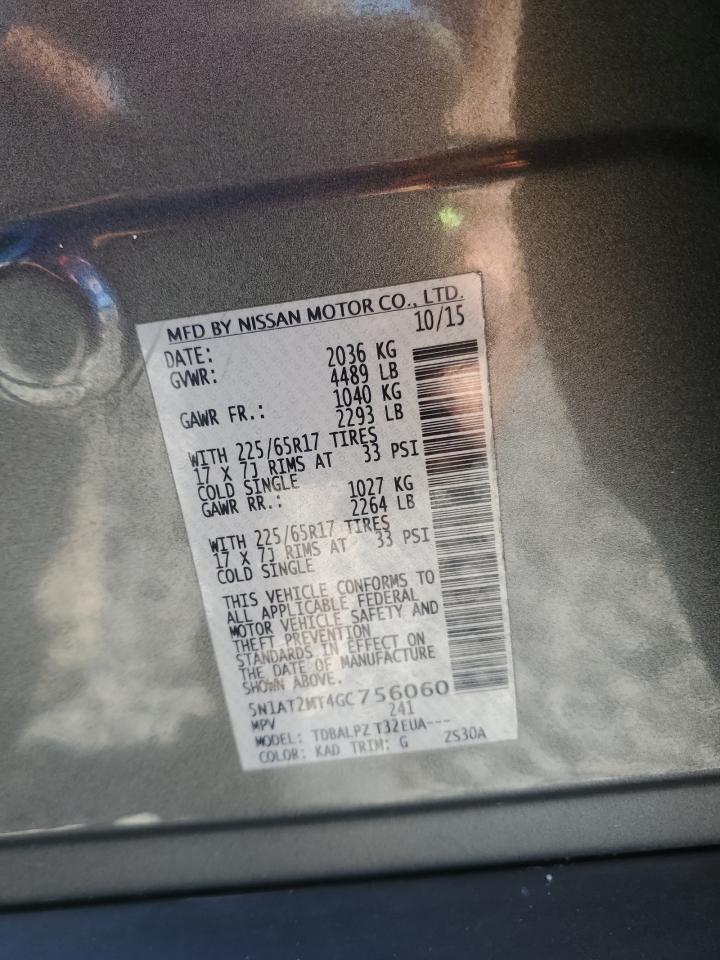 MFD BY NISSAN MOTOR CO., LTD.
DATE: 10/15
GVWR: 2036 KG
4489 LB
GAWR FR.: 1040 KG
2293 LB
WITH 225/65R17 TIRES
17 X 7J RIMS AT 33 PSI
COLD SINGLE
GAWR RR.: 1027 KG
2264 LB
WITH 225/65R17 TIRES
17 X 7J RIMS AT 33 PSI
COLD SINGLE
THIS VEHICLE CONFORMS TO
ALL APPLICABLE FEDERAL
MOTOR VEHICLE SAFETY AND
THEFT PREVENTION
STANDARDS IN EFFECT ON
THE DATE OF MANUFACTURE
SHOWN ABOVE.
5N1AT2MT4GC756060
MPV 241
MODEL: TDBALPZ T32EUA---
COLOR: KAD TRIM: G ZS30A